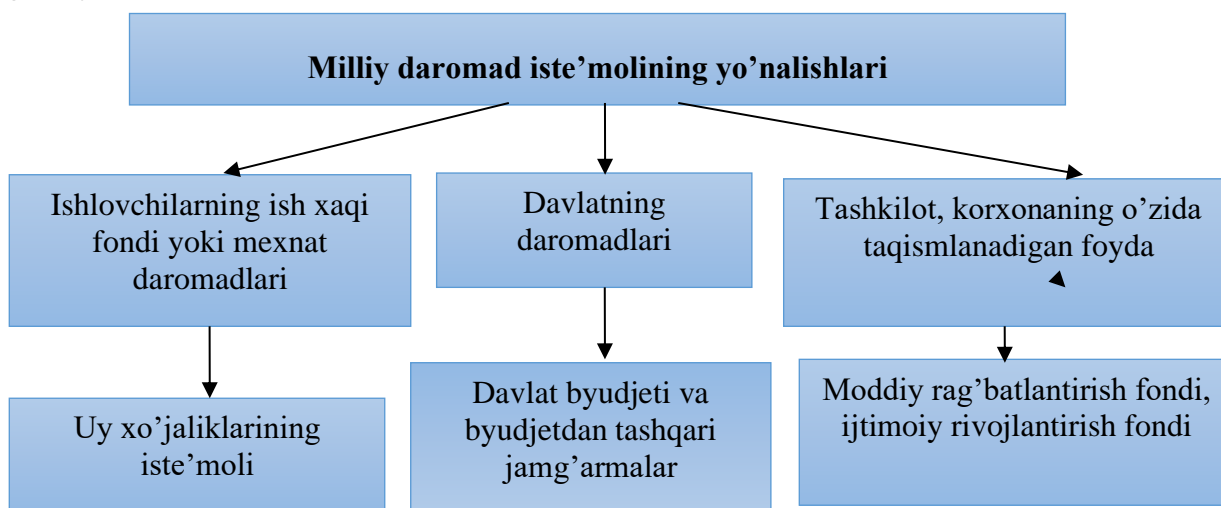 Milliy daromad iste’molining yo’nalishlari
Ishlovchilarning ish xaqi
fondi yoki mexnat
daromadlari
Davlatning
daromadlari
Tashkilot, korxonaning o’zida
taqismlanadigan foyda
Uy xo’jaliklarining
iste’moli
Davlat byudjeti va
byudjetdan tashqari
jamg’armalar
Moddiy rag’batlantirish fondi,
ijtimoiy rivojlantirish fondi